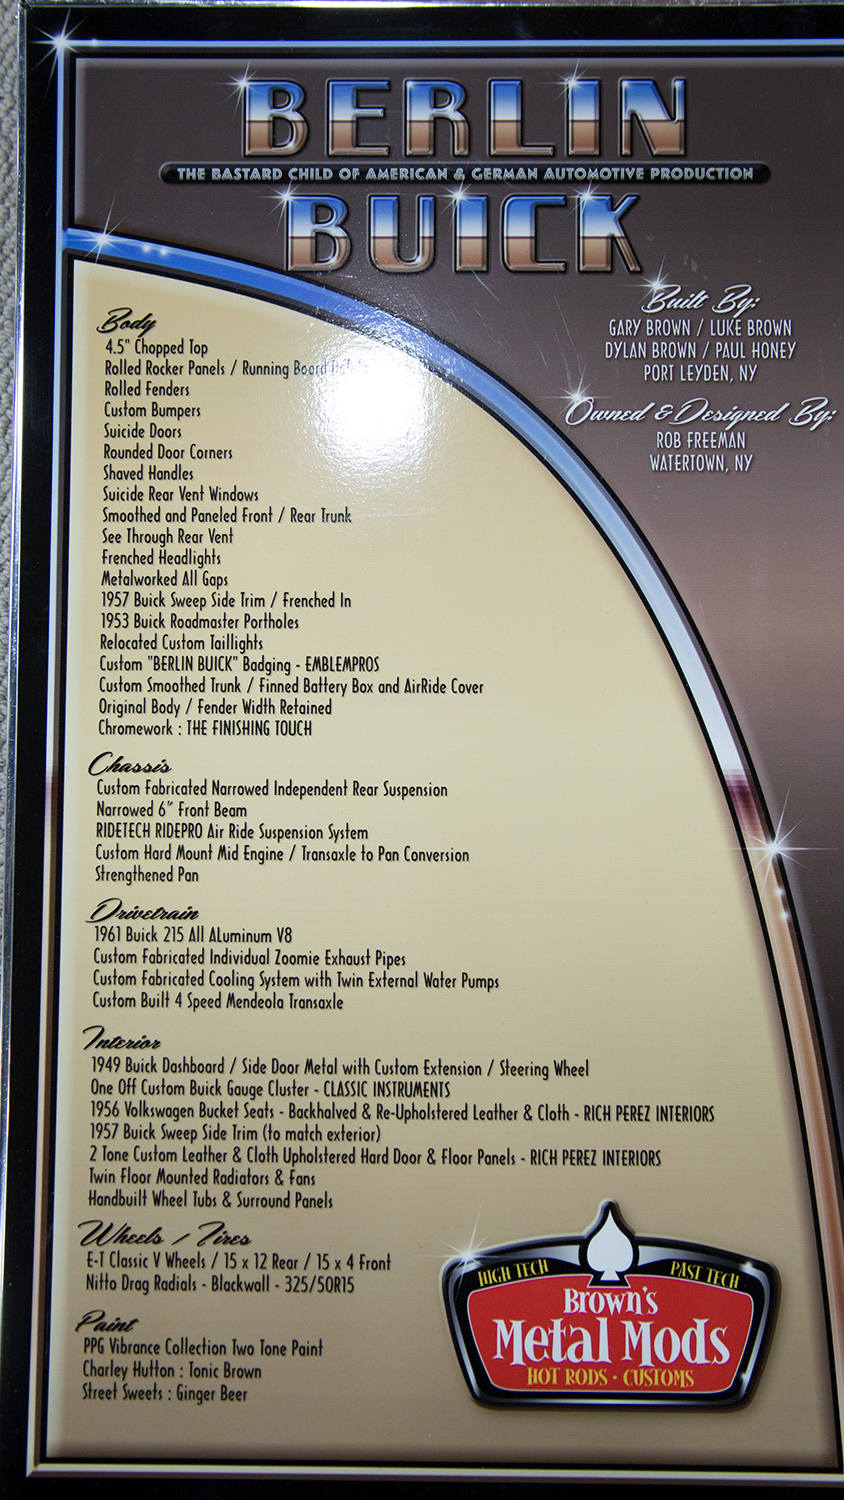 BERLIN
THE BASTARD CHILD OF AMERICAN & GERMAN AUTOMOTIVE PRODUCTION
BUICK
Built By:
GARY BROWN / LUKE BROWN
DYLAN BROWN / PAUL HONEY
PORT LEYDEN, NY
Owned & Designed By:
ROB FREEMAN
WATERTOWN, NY
Body
4.5" Chopped Top
Rolled Rocker Panels / Running Board
Rolled Fenders
Custom Bumpers
Suicide Doors
Rounded Door Corners
Shaved Handles
Suicide Rear Vent Windows
Smoothed and Paneled Front / Rear Trunk
See Through Rear Vent
Frenched Headlights
Metalworked All Gaps
1957 Buick Sweep Side Trim / Frenched In
1953 Buick Roadmaster Portholes
Relocated Custom Taillights
Custom "BERLIN BUICK" Badging - EMBLEMPROS
Custom Smoothed Trunk / Finned Battery Box and AirRide Cover
Original Body / Fender Width Retained
Chromework : THE FINISHING TOUCH
Chassis
Custom Fabricated Narrowed Independent Rear Suspension
Narrowed 6" Front Beam
RIDETECH RIDEPRO Air Ride Suspension System
Custom Hard Mount Mid Engine / Transaxle to Pan Conversion
Strengthened Pan
Drivetrain
1961 Buick 215 All ALuminum V8
Custom Fabricated Individual Zoomie Exhaust Pipes
Custom Fabricated Cooling System with Twin External Water Pumps
Custom Built 4 Speed Mendeola Transaxle
Interior
1949 Buick Dashboard / Side Door Metal with Custom Extension / Steering Wheel
One Off Custom Buick Gauge Cluster - CLASSIC INSTRUMENTS
1956 Volkswagen Bucket Seats - Backhalved & Re-Upholstered Leather & Cloth - RICH PEREZ INTERIORS
1957 Buick Sweep Side Trim (to match exterior)
2 Tone Custom Leather & Cloth Upholstered Hard Door & Floor Panels - RICH PEREZ INTERIORS
Twin Floor Mounted Radiators & Fans
Handbuilt Wheel Tubs & Surround Panels
Wheels / Tires
E-T Classic V Wheels / 15 x 12 Rear / 15 x 4 Front
Nitto Drag Radials - Blackwall - 325/50R15
Paint
PPG Vibrance Collection Two Tone Paint
Charley Hutton : Tonic Brown
Street Sweets : Ginger Beer
HIGH TECH PAST TECH
Brown's
Metal Mods
HOT RODS · CUSTOMS